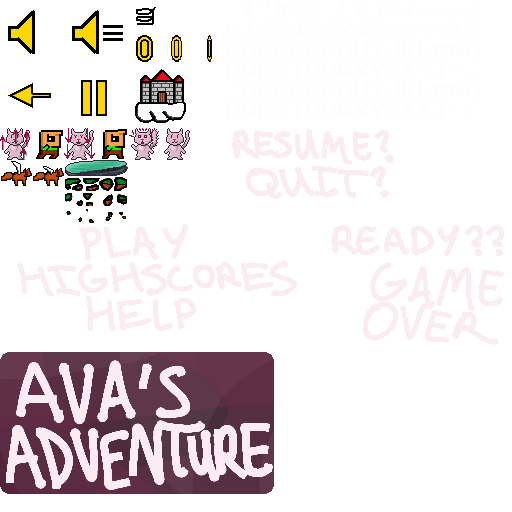 RESUME?
QUIT?
PLAY
HIGHSCORES
HELP
READY??
GAME
OVER
AVA'S
ADVENTURE